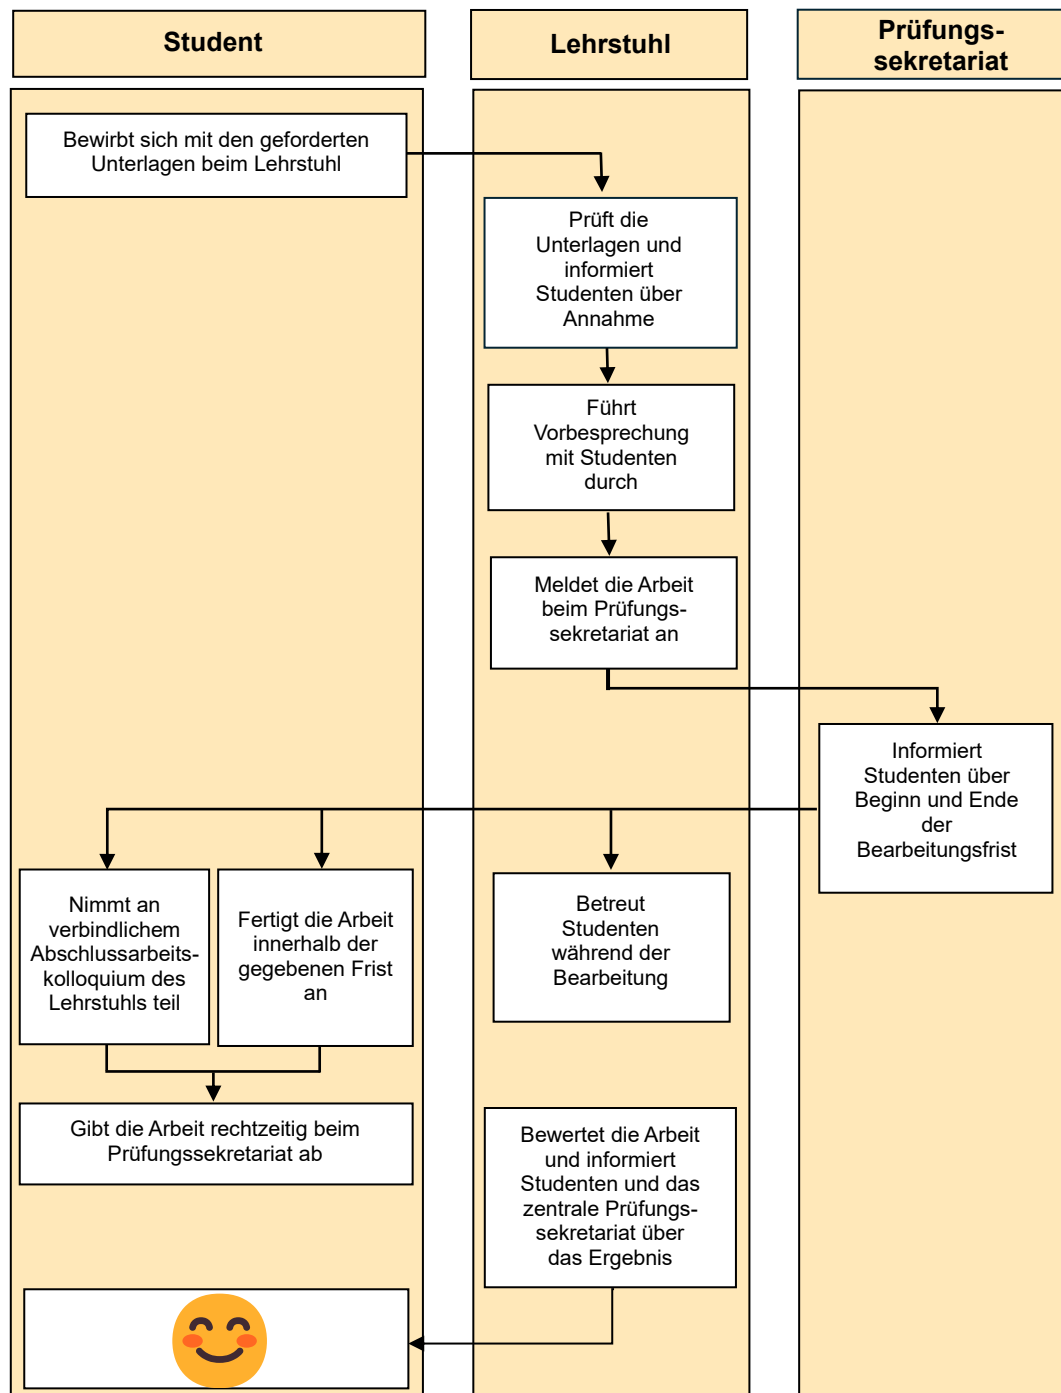 Student
Lehrstuhl
Prüfungs-
sekretariat
Bewirbt sich mit den geforderten
Unterlagen beim Lehrstuhl
Prüft die
Unterlagen und
informiert
Studenten über
Annahme
Führt
Vorbesprechung
mit Studenten
durch
Meldet die Arbeit
beim Prüfungs-
sekretariat an
Informiert
Studenten über
Beginn und Ende
der
Bearbeitungsfrist
Nimmt an
verbindlichem
Abschlussarbeits-
kolloquium des
Lehrstuhls teil
Fertigt die Arbeit
innerhalb der
gegebenen Frist
an
Betreut
Studenten
während der
Bearbeitung
Gibt die Arbeit rechtzeitig beim
Prüfungssekretariat ab
Bewertet die Arbeit
und informiert
Studenten und das
zentrale Prüfungs-
sekretariat über
das Ergebnis